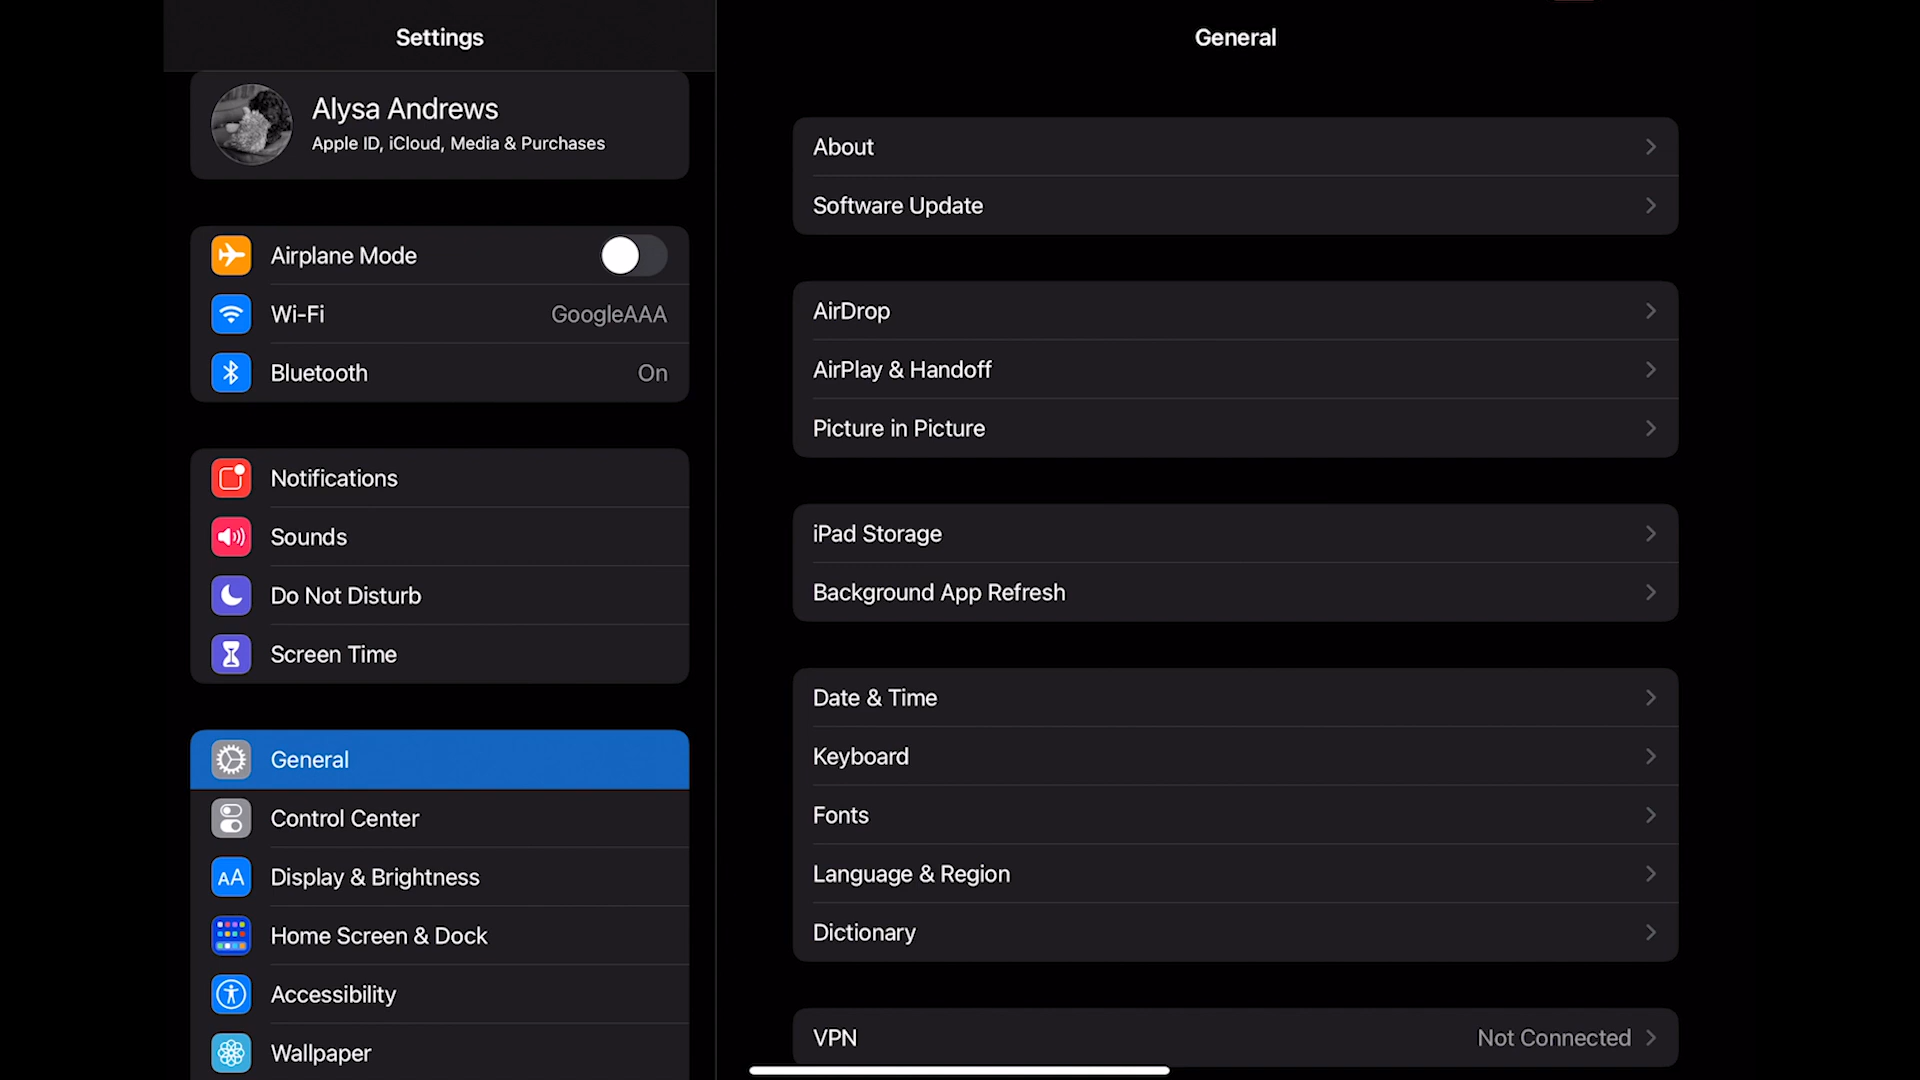 Settings
Alysa Andrews
Apple ID, iCloud, Media & Purchases
Airplane Mode
Wi-Fi GoogleAAA
Bluetooth On
Notifications
Sounds
Do Not Disturb
Screen Time
General
Control Center
AA Display & Brightness
Home Screen & Dock
Accessibility
Wallpaper
General
About
Software Update
AirDrop
AirPlay & Handoff
Picture in Picture
iPad Storage
Background App Refresh
Date & Time
Keyboard
Fonts
Language & Region
Dictionary
VPN Not Connected